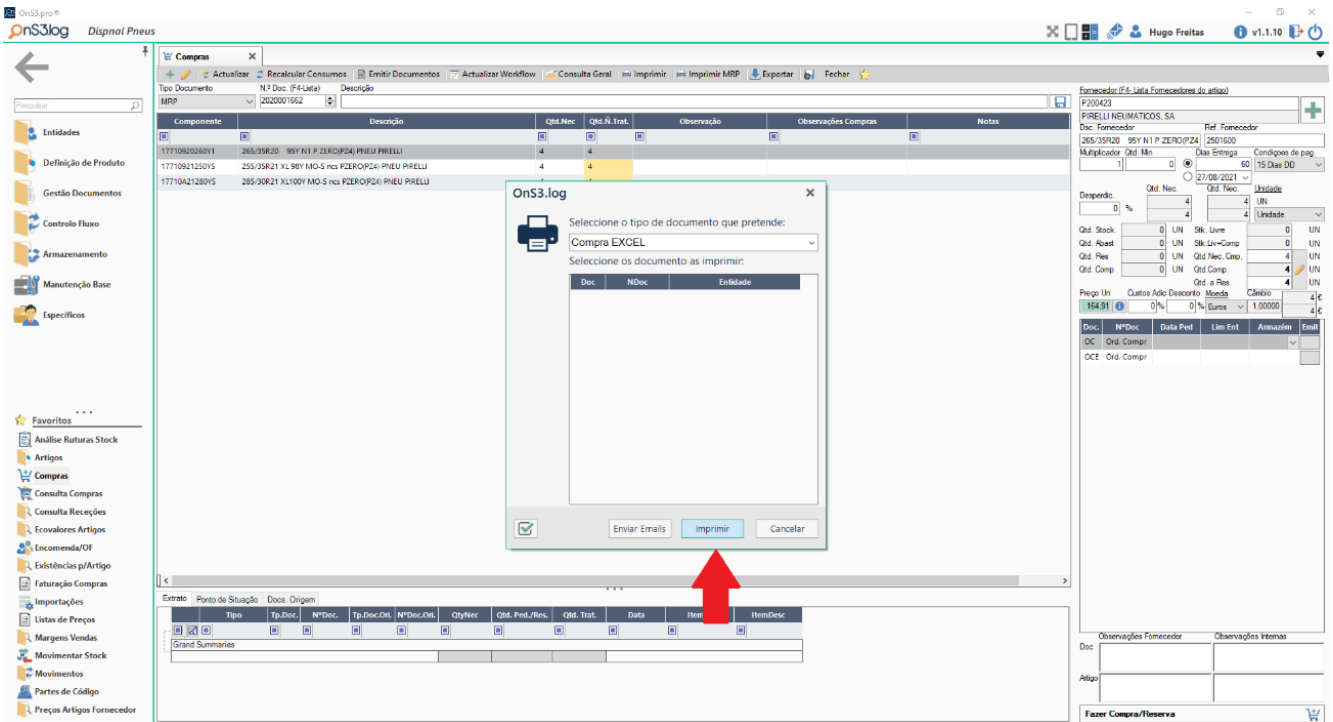 OnS3.pro®
OnS3log Dispnal Pneus
Hugo Freitas
v1.1.10
Pesquisar
Entidades
Definição de Produto
Gestão Documentos
Controlo Fluxo
Armazenamento
Manutenção Base
Específicos
Favoritos
Análise Ruturas Stock
Artigos
Compras
Consulta Compras
Consulta Receções
Ecovalores Artigos
Encomenda/OF
Existências p/Artigo
Faturação Compras
Importações
Listas de Preços
Margens Vendas
Movimentar Stock
Movimentos
Partes de Código
Preços Artigos Fornecedor
Compras
Actualizar Recalcular Consumos Emitir Documentos Actualizar Workflow Consulta Geral Imprimir Imprimir MRP Exportar Fechar
Tipo Documento N.º Doc. (F4-Lista) Descrição
MRP 2020001662
Componente Descrição Qtd.Nec Qtd.Ñ.Trat. Observação Observações Compras Notas
17710920260Y1 265/35R20 95Y N1 P ZERO(PZ4) PNEU PIRELLI 4 4
17710921250YS 255/35R21 XL 98Y MO-S ncs PZERO(PZ4) PNEU PIRELLI 4 4
17710A21280YS 285/30R21 XL100Y MO-S ncs PZERO(PZ4) PNEU PIRELLI
OnS3.log
Seleccione o tipo de documento que pretende:
Compra EXCEL
Seleccione os documento as imprimir:
Doc NDoc Entidade
Enviar Emails Imprimir Cancelar
Extrato Ponto de Situação Docs. Origem
Tipo Tp.Doc. NºDoc. Tp.Doc.Ori. NºDoc.Ori. QtyNec Qtd. Ped./Res. Qtd. Trat. Data Item ItemDesc
Grand Summaries
Fornecedor (F4- Lista Fornecedores do artigo)
P200423
PIRELLI NEUMATICOS, SA
Dsc. Fornecedor Ref. Fornecedor
265/35R20 95Y N1 P ZERO(PZ4 2501600
Multiplicador Qtd. Min Dias Entrega Condiçoes de pag
1 0 60 15 Dias DD
27/08/2021
Qtd. Nec. Qtd. Nec. Unidade
Desperdic. 4 4 UN
0 % 4 4 Unidade
Qtd. Stock. 0 UN Stk. Livre 0 UN
Qtd. Abast 0 UN Stk.Liv+Comp 0 UN
Qtd. Res 0 UN Qtd Nec. Cmp. 4 UN
Qtd. Comp 0 UN Qtd.Comp. 4 UN
Qtd. a Res. 4 UN
Preço Un Custos Adic Desconto Moeda Câmbio 4 €
164,91 0 % 0 % Euros 1.00000 4 €
Doc. NºDoc Data Ped Lim Ent Armazém Emit
OC Ord. Compr
OCE Ord. Compr
Observações Fornecedor Observações Internas
Doc
Artigo
Fazer Compra/Reserva